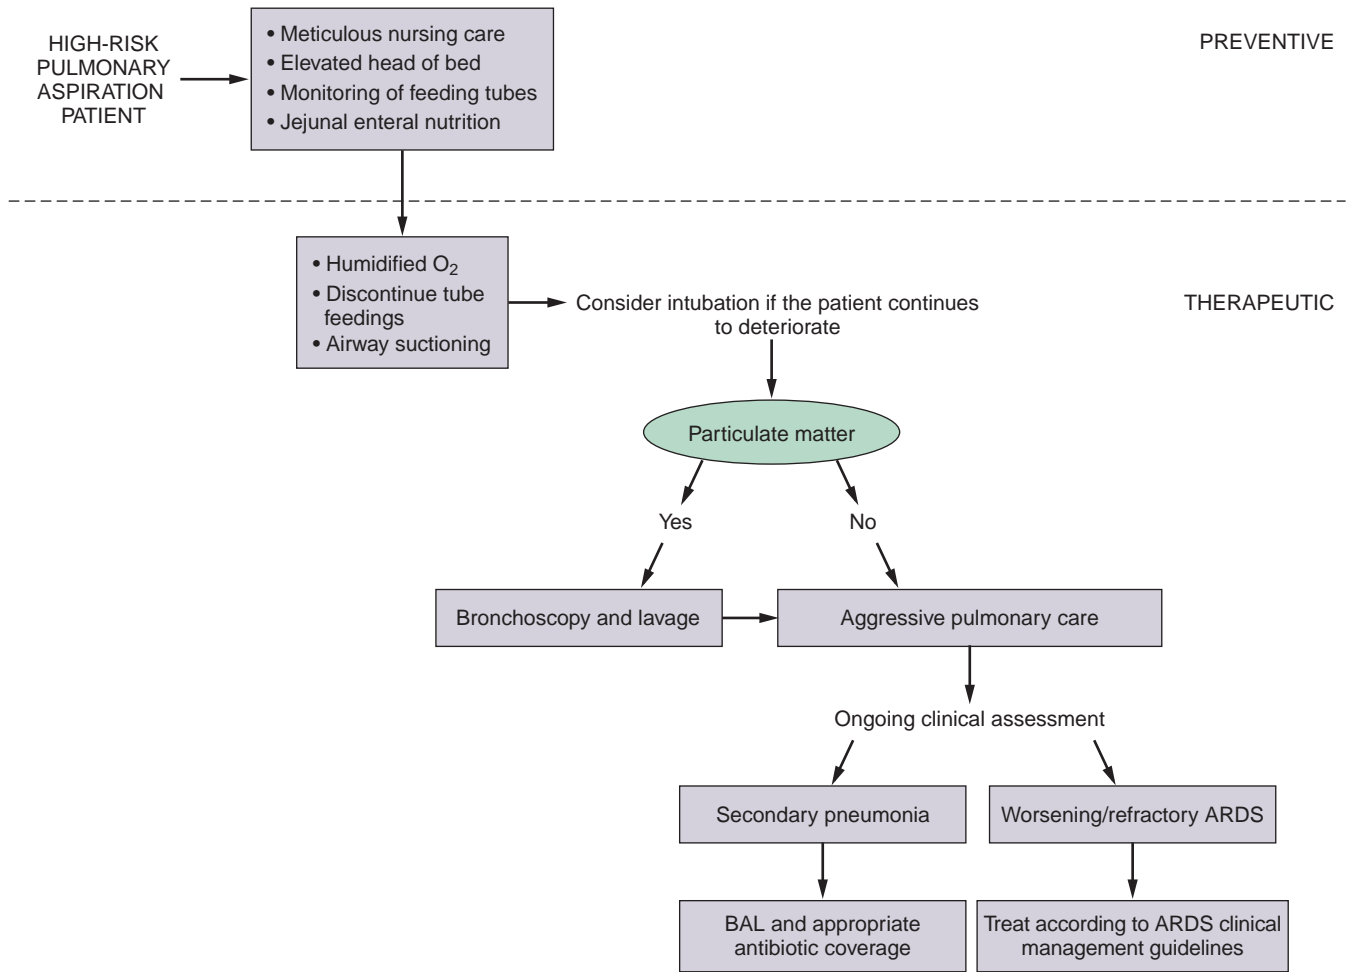 HIGH-RISK
PULMONARY
ASPIRATION
PATIENT
• Meticulous nursing care
• Elevated head of bed
• Monitoring of feeding tubes
• Jejunal enteral nutrition
PREVENTIVE
• Humidified O₂
• Discontinue tube
feedings
• Airway suctioning
Consider intubation if the patient continues
to deteriorate
THERAPEUTIC
Particulate matter
Yes
No
Bronchoscopy and lavage
Aggressive pulmonary care
Ongoing clinical assessment
Secondary pneumonia
Worsening/refractory ARDS
BAL and appropriate
antibiotic coverage
Treat according to ARDS clinical
management guidelines